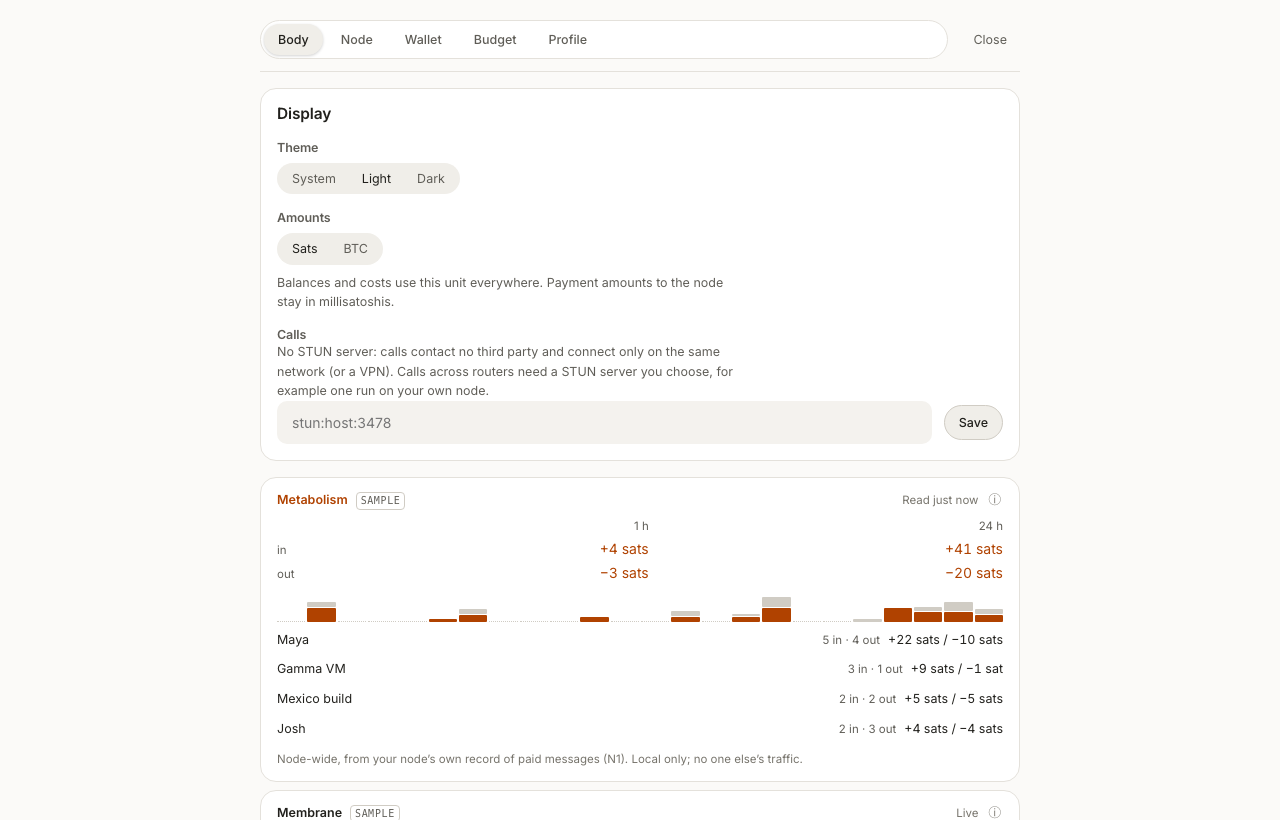 Body Node Wallet Budget Profile Close
Display
Theme
System Light Dark
Amounts
Sats BTC
Balances and costs use this unit everywhere. Payment amounts to the node
stay in millisatoshis.
Calls
No STUN server: calls contact no third party and connect only on the same
network (or a VPN). Calls across routers need a STUN server you choose, for
example one run on your own node.
stun:host:3478 Save
Metabolism SAMPLE Read just now ⓘ
1 h 24 h
in +4 sats +41 sats
out −3 sats −20 sats
Maya 5 in · 4 out +22 sats / −10 sats
Gamma VM 3 in · 1 out +9 sats / −1 sat
Mexico build 2 in · 2 out +5 sats / −5 sats
Josh 2 in · 3 out +4 sats / −4 sats
Node-wide, from your node’s own record of paid messages (N1). Local only; no one else’s traffic.
Membrane SAMPLE Live ⓘ